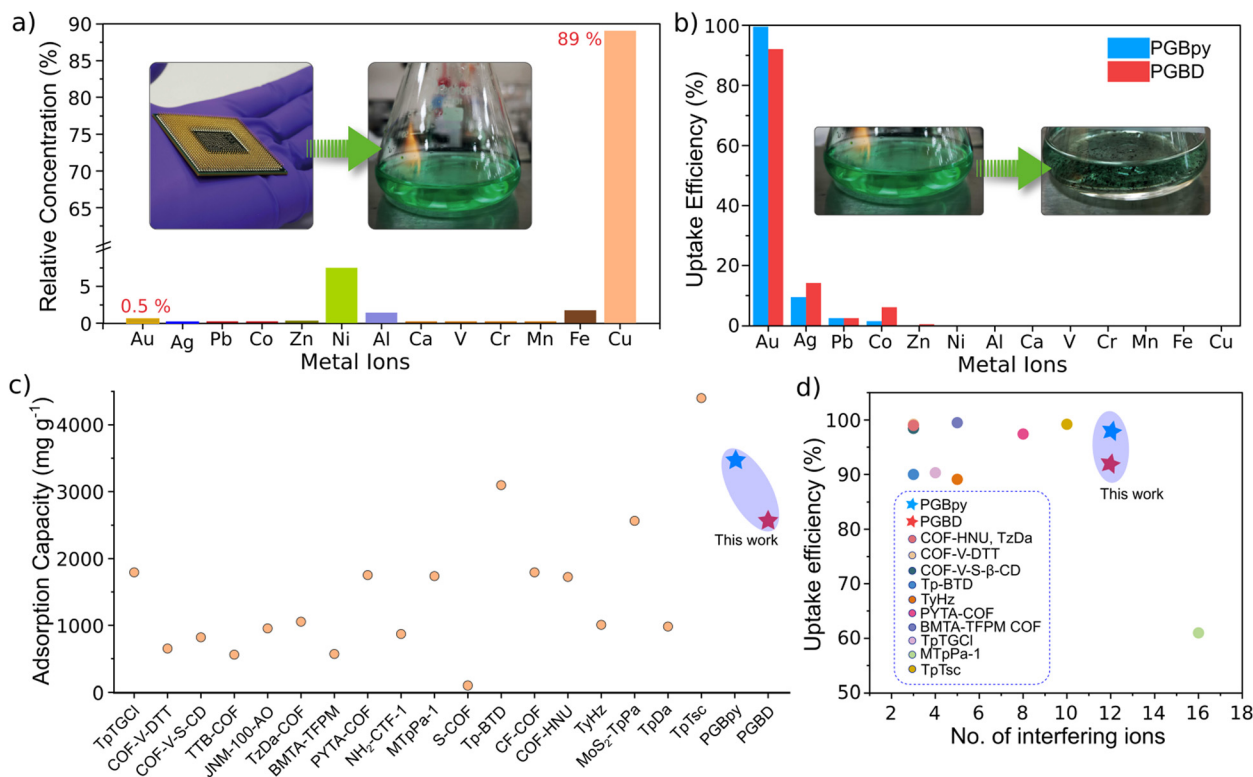 a)
Relative Concentration (%)
90
85
80
75
70
65
5
0
0.5 %
89 %
Au Ag Pb Co Zn Ni Al Ca V Cr Mn Fe Cu
Metal Ions
b)
Uptake Efficiency (%)
100
80
60
40
20
0
PGBpy
PGBD
Au Ag Pb Co Zn Ni Al Ca V Cr Mn Fe Cu
Metal Ions
c)
Adsorption Capacity (mg g⁻¹)
4000
3000
2000
1000
0
This work
TpTGCl
COF-V-DTT
COF-V-S-CD
TTB-COF
JNM-100-AO
TzDa-COF
BMTA-TFPM
PYTA-COF
NH₂-CTF-1
MTpPa-1
S-COF
Tp-BTD
CF-COF
COF-HNU
TyHz
MoS₂-TpPa
TpDa
TpTsc
PGBpy
PGBD
d)
Uptake efficiency (%)
100
90
80
70
60
50
This work
PGBpy
PGBD
COF-HNU, TzDa
COF-V-DTT
COF-V-S-β-CD
Tp-BTD
TyHz
PYTA-COF
BMTA-TFPM COF
TpTGCl
MTpPa-1
TpTsc
2 4 6 8 10 12 14 16 18
No. of interfering ions